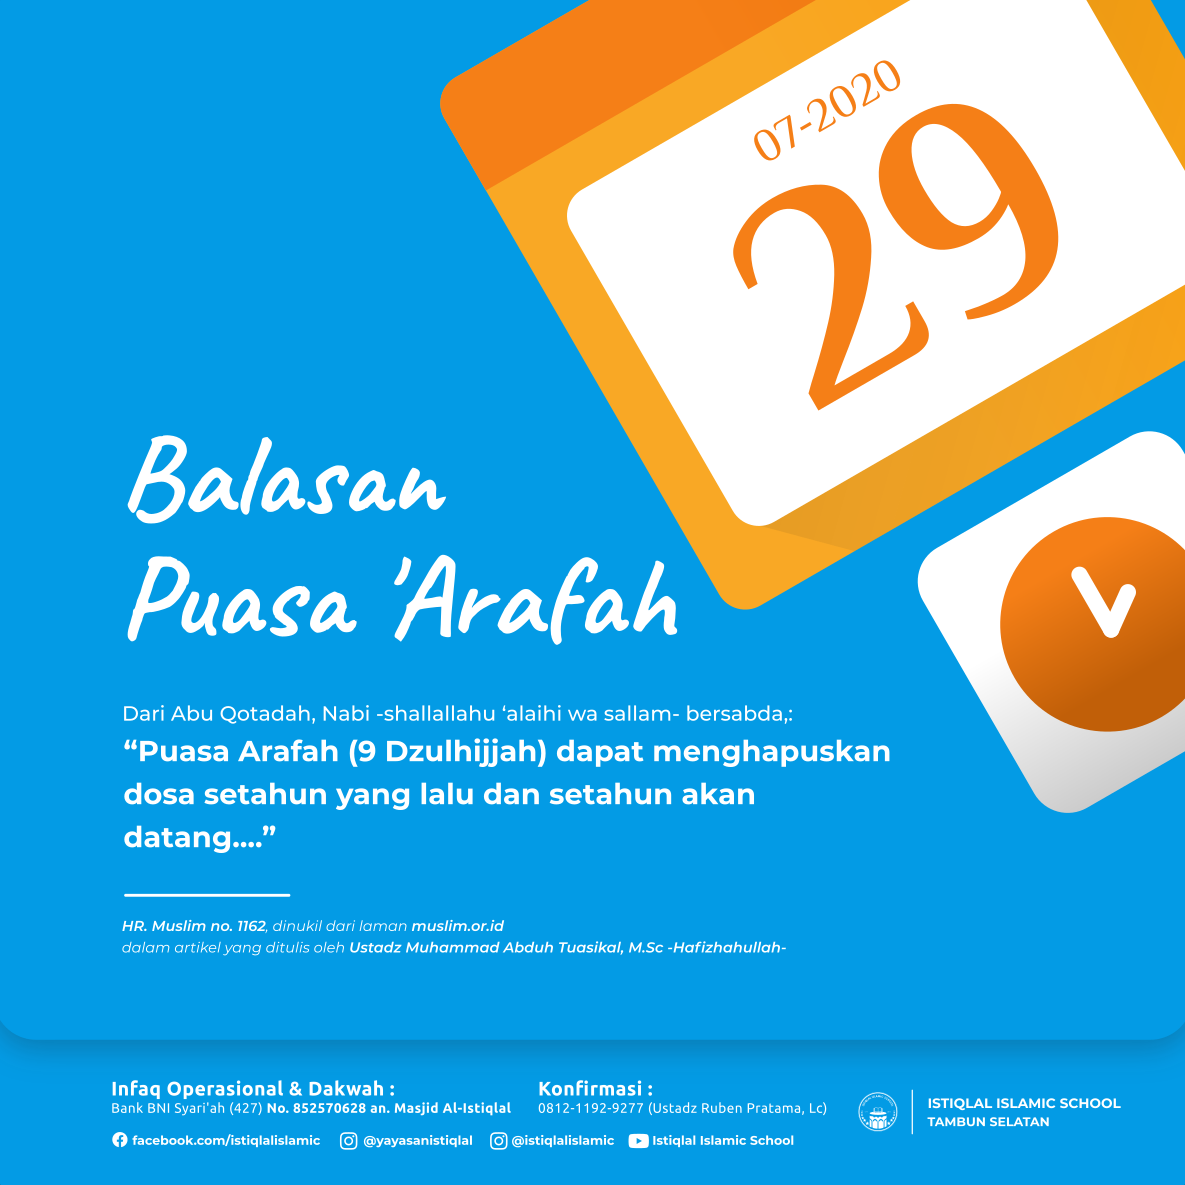 07-2020
29
Balasan
Puasa 'Arafah
Dari Abu Qotadah, Nabi -shallallahu ‘alaihi wa sallam- bersabda,:
“Puasa Arafah (9 Dzulhijjah) dapat menghapuskan
dosa setahun yang lalu dan setahun akan
datang....”
HR. Muslim no. 1162, dinukil dari laman muslim.or.id
dalam artikel yang ditulis oleh Ustadz Muhammad Abduh Tuasikal, M.Sc -Hafizhahullah-
Infaq Operasional & Dakwah :
Bank BNI Syari'ah (427) No. 852570628 an. Masjid Al-Istiqlal
Konfirmasi :
0812-1192-9277 (Ustadz Ruben Pratama, Lc)
facebook.com/istiqlalislamic @yayasanistiqlal @istiqlalislamic Istiqlal Islamic School
ISTIQLAL ISLAMIC SCHOOL
TAMBUN SELATAN